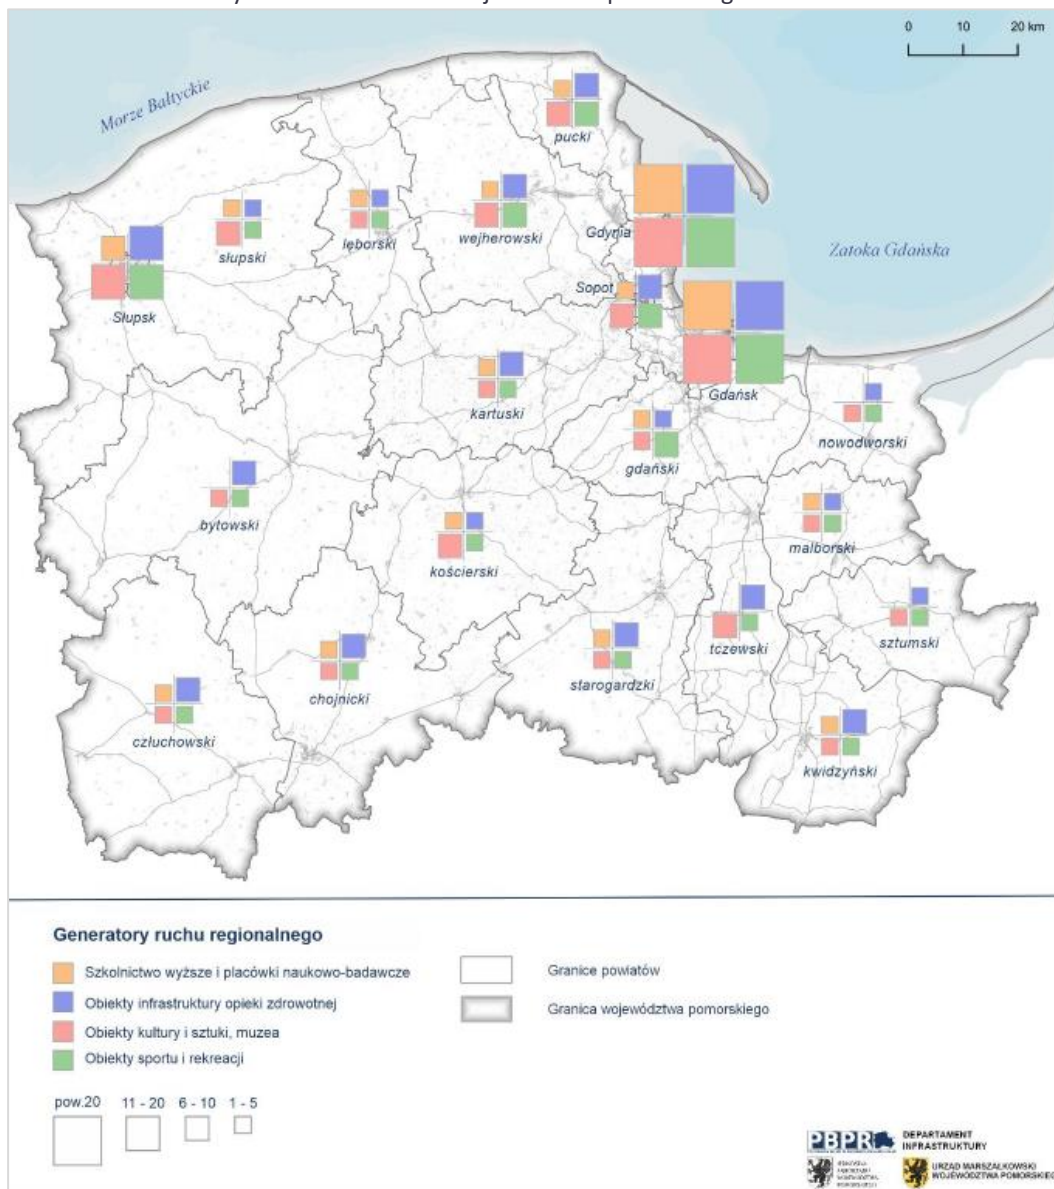 0 10 20 km
Morze Bałtyckie
pucki
Gdynia
Zatoka Gdańska
słupski
lęborski
wejherowski
Sopot
Słupsk
Gdańsk
kartuski
nowodworski
gdański
bytowski
malborski
kościerski
sztumski
tczewski
starogardzki
chojnicki
człuchowski
kwidzyński
Generatory ruchu regionalnego
Szkolnictwo wyższe i placówki naukowo-badawcze
Obiekty infrastruktury opieki zdrowotnej
Obiekty kultury i sztuki, muzea
Obiekty sportu i rekreacji
Granice powiatów
Granica województwa pomorskiego
pow.20 11 - 20 6 - 10 1 - 5
PBPR
DEPARTAMENT
INFRASTRUKTURY
URZĄD MARSZAŁKOWSKI
WOJEWÓDZTWA POMORSKIEGO